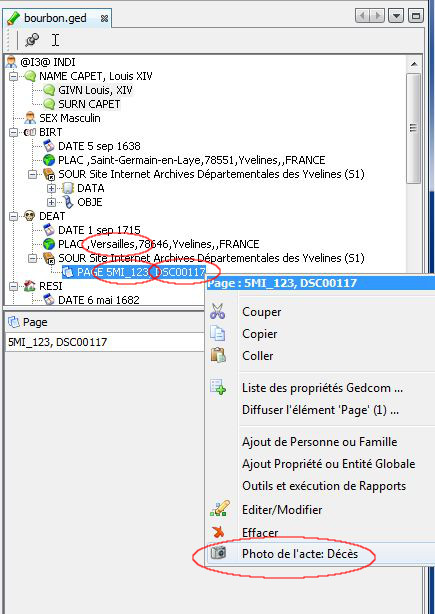 bourbon.ged
@I3@ INDI
NAME CAPET, Louis XIV
GIVN Louis, XIV
SURN CAPET
SEX Masculin
BIRT
DATE 5 sep 1638
PLAC ,Saint-Germain-en-Laye,78551,Yvelines,,FRANCE
SOUR Site Internet Archives Départementales des Yvelines (S1)
DATA
OBJE
DEAT
DATE 1 sep 1715
PLAC ,Versailles,78646,Yvelines,,FRANCE
SOUR Site Internet Archives Départementales des Yvelines (S1)
PAGE 5MI_123, DSC00117
RESI
DATE 6 mai 1682
Page
5MI_123, DSC00117
Page : 5MI_123, DSC00117
Couper
Copier
Coller
Liste des propriétés Gedcom ...
Diffuser l'élément 'Page' (1) ...
Ajout de Personne ou Famille
Ajout Propriété ou Entité Globale
Outils et exécution de Rapports
Editer/Modifier
Effacer
Photo de l'acte: Décès